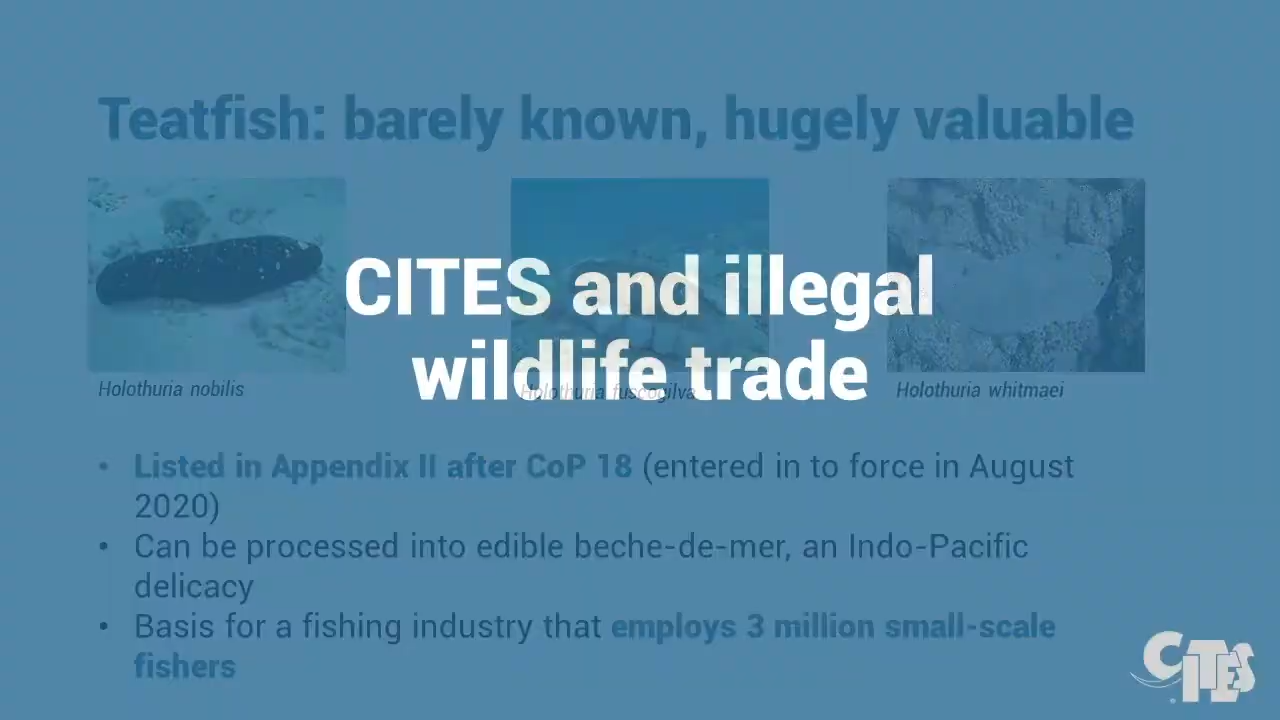 Teatfish: barely known, hugely valuable
CITES and illegal
wildlife trade
Holothuria nobilis
Holothuria fuscogilva
Holothuria whitmaei
• Listed in Appendix II after CoP 18 (entered in to force in August
2020)
• Can be processed into edible beche-de-mer, an Indo-Pacific
delicacy
• Basis for a fishing industry that employs 3 million small-scale
fishers
CITES